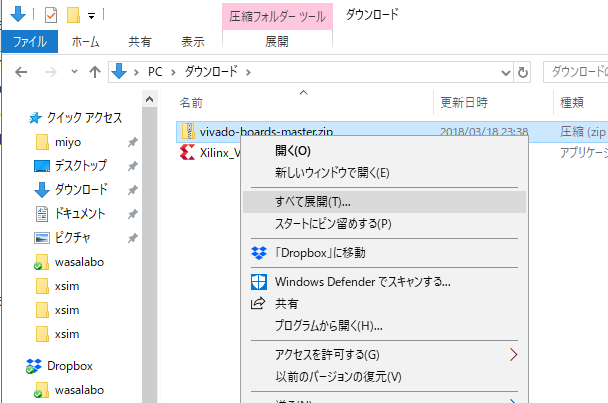 圧縮フォルダー ツール ダウンロード
ファイル ホーム 共有 表示 展開
PC ダウンロード ダウンロードの
名前 更新日時 種類
クイック アクセス
miyo
デスクトップ
ダウンロード
ドキュメント
ピクチャ
wasalabo
xsim
xsim
xsim
Dropbox
wasalabo
vivado-boards-master.zip 2018/03/18 23:38 圧縮 (zip
Xilinx_V アプリケーシ
開く(O)
新しいウィンドウで開く(E)
すべて展開(T)...
スタートにピン留めする(P)
「Dropbox」に移動
Windows Defender でスキャンする...
共有
プログラムから開く(H)...
アクセスを許可する(G)
以前のバージョンの復元(V)